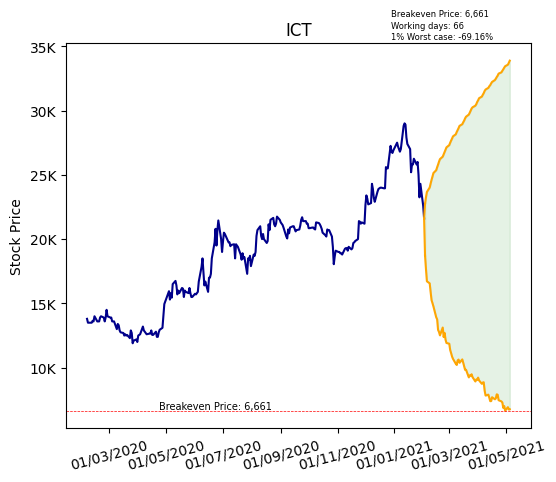 Breakeven Price: 6,661
Working days: 66
1% Worst case: -69.16%
ICT
Stock Price
35K
30K
25K
20K
15K
10K
Breakeven Price: 6,661
01/03/2020
01/05/2020
01/07/2020
01/09/2020
01/11/2020
01/01/2021
01/03/2021
01/05/2021